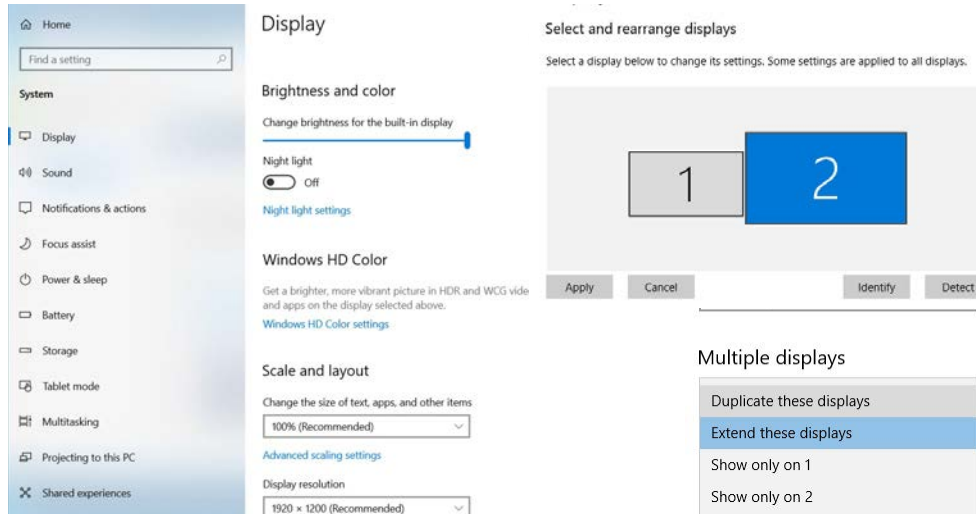 Home
Find a setting
System
Display
Sound
Notifications & actions
Focus assist
Power & sleep
Battery
Storage
Tablet mode
Multitasking
Projecting to this PC
Shared experiences
Display
Brightness and color
Change brightness for the built-in display
Night light
Off
Night light settings
Windows HD Color
Get a brighter, more vibrant picture in HDR and WCG vide
and apps on the display selected above.
Windows HD Color settings
Scale and layout
Change the size of text, apps, and other items
100% (Recommended)
Advanced scaling settings
Display resolution
1920 × 1200 (Recommended)
Select and rearrange displays
Select a display below to change its settings. Some settings are applied to all displays.
1
2
Apply Cancel Identify Detect
Multiple displays
Duplicate these displays
Extend these displays
Show only on 1
Show only on 2